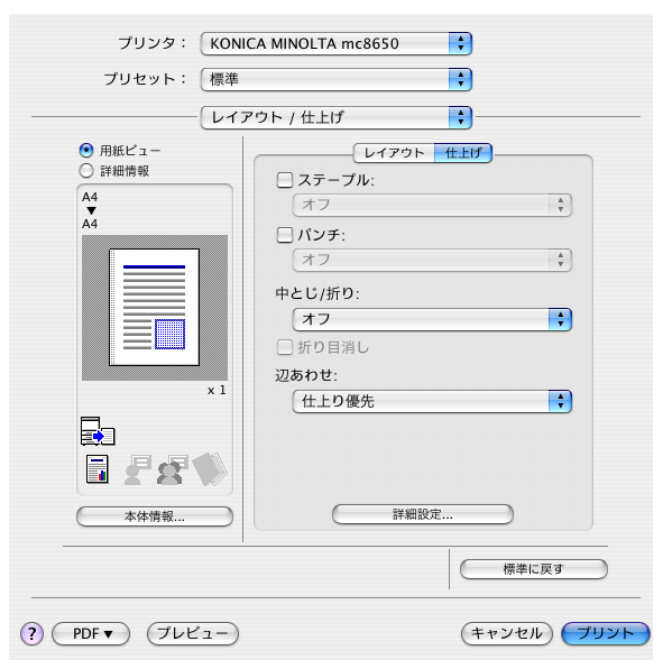 プリンタ： KONICA MINOLTA mc8650
プリセット： 標準
レイアウト / 仕上げ
用紙ビュー
詳細情報
A4
▼
A4
x 1
本体情報...
レイアウト 仕上げ
ステープル:
オフ
パンチ:
オフ
中とじ/折り:
オフ
折り目消し
辺あわせ:
仕上り優先
詳細設定...
標準に戻す
? PDF ▼ プレビュー キャンセル プリント